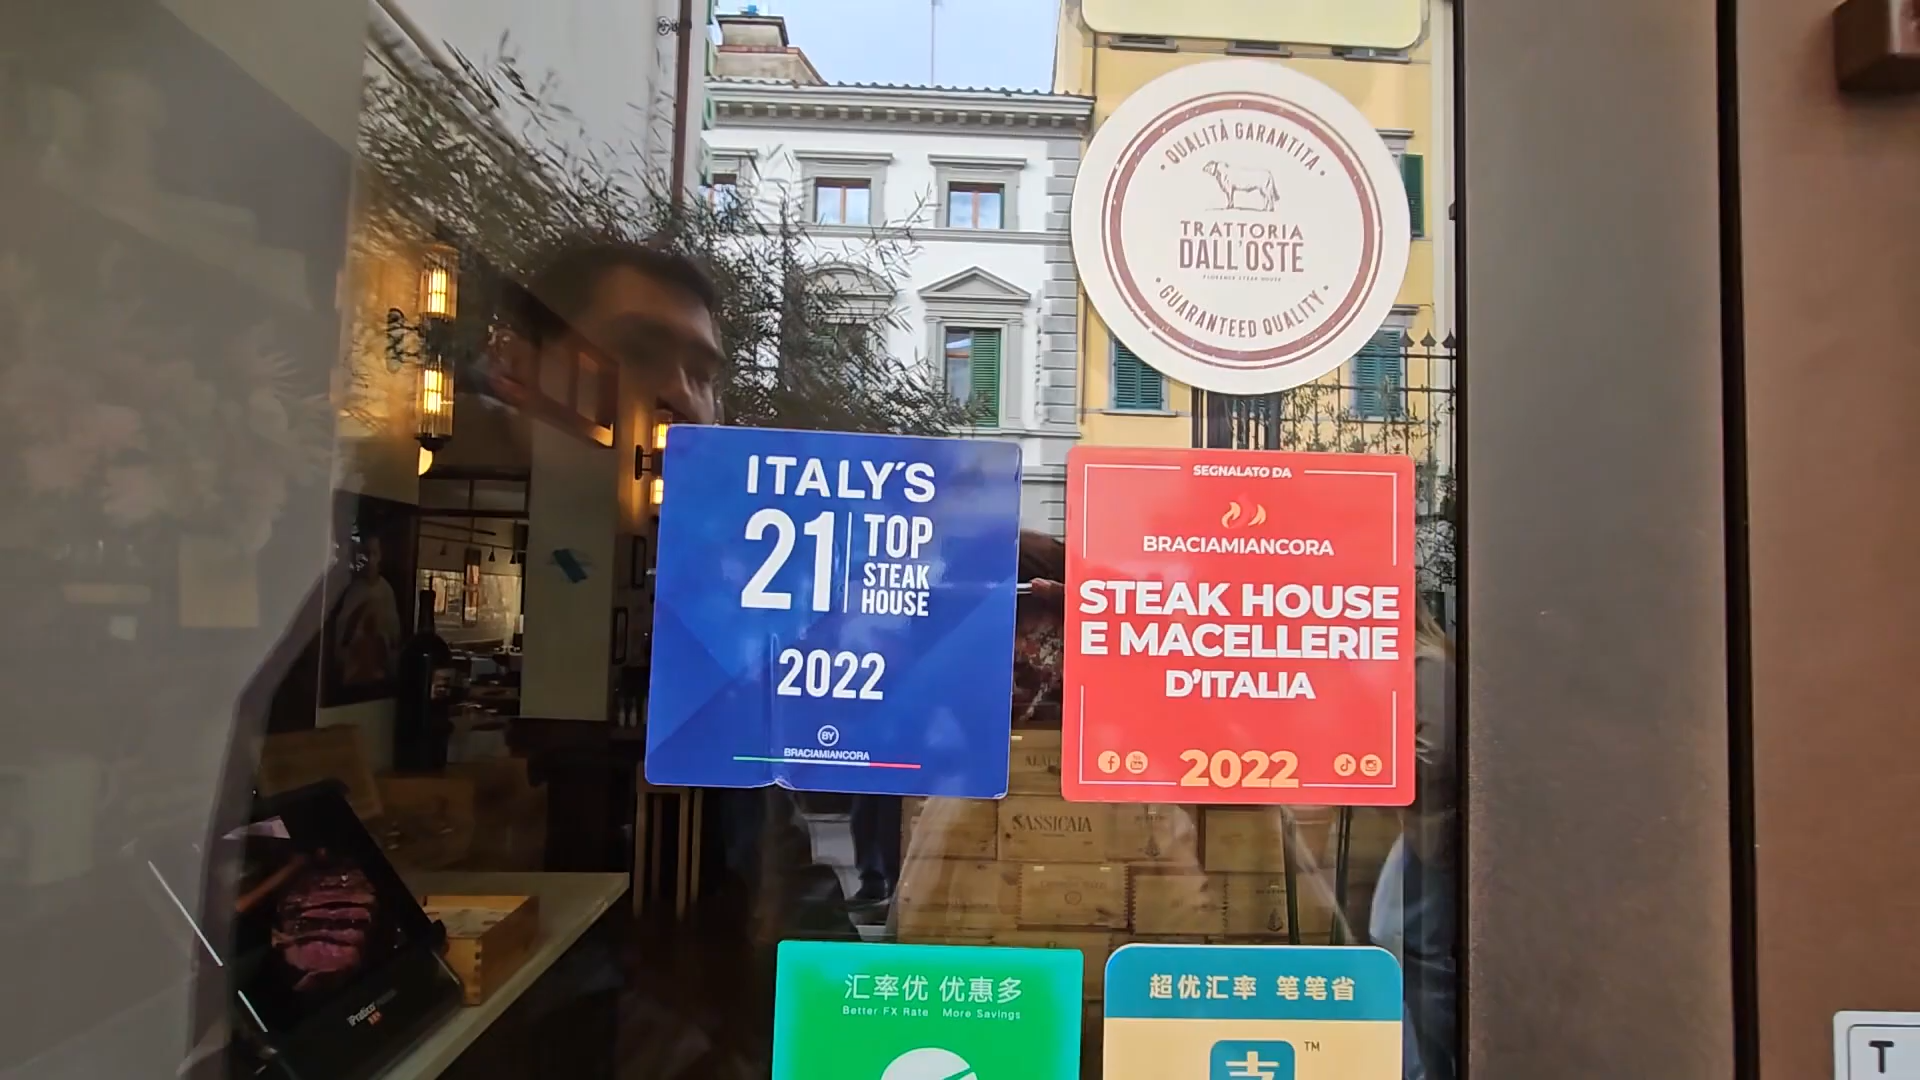 QUALITÀ GARANTITA
TRATTORIA
DALL'OSTE
FLORENCE STEAK HOUSE
GUARANTEED QUALITY
ITALY'S
21
TOP
STEAK
HOUSE
2022
BY
BRACIAMIANCORA
SEGNALATO DA
BRACIAMIANCORA
STEAK HOUSE
E MACELLERIE
D'ITALIA
2022
SASSICAIA
iPratico
汇率优 优惠多
Better FX Rate More Savings
超优汇率 笔笔省
支
TM
T